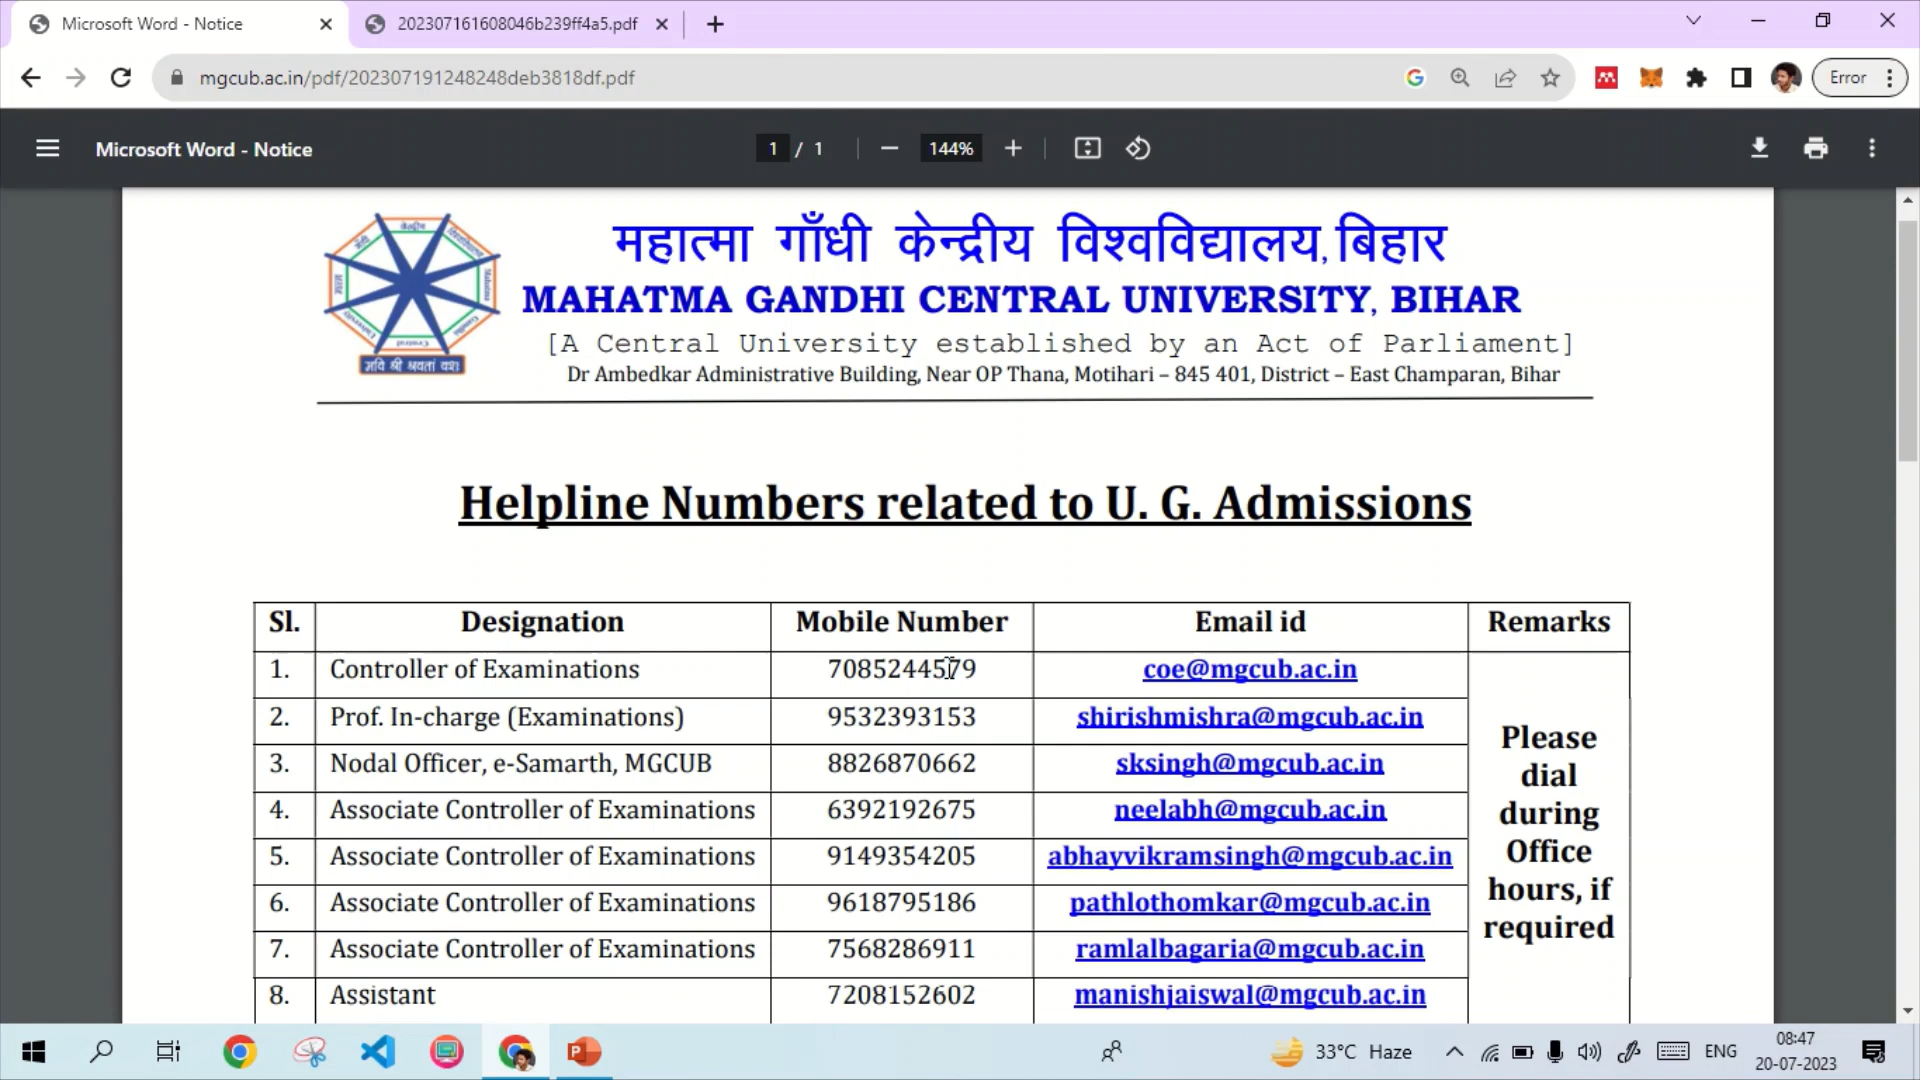 Microsoft Word - Notice
202307161608046b239ff4a5.pdf
mgcub.ac.in/pdf/202307191248248deb3818df.pdf
Error
Microsoft Word - Notice
1 / 1
144%
महात्मा गाँधी केन्द्रीय विश्वविद्यालय, बिहार
MAHATMA GANDHI CENTRAL UNIVERSITY, BIHAR
[A Central University established by an Act of Parliament]
Dr Ambedkar Administrative Building, Near OP Thana, Motihari – 845 401, District – East Champaran, Bihar
Helpline Numbers related to U. G. Admissions
Sl. Designation Mobile Number Email id Remarks
1. Controller of Examinations 7085244579 coe@mgcub.ac.in
2. Prof. In-charge (Examinations) 9532393153 shirishmishra@mgcub.ac.in
3. Nodal Officer, e-Samarth, MGCUB 8826870662 sksingh@mgcub.ac.in
4. Associate Controller of Examinations 6392192675 neelabh@mgcub.ac.in
5. Associate Controller of Examinations 9149354205 abhayvikramsingh@mgcub.ac.in
6. Associate Controller of Examinations 9618795186 pathlothomkar@mgcub.ac.in
7. Associate Controller of Examinations 7568286911 ramlalbagaria@mgcub.ac.in
8. Assistant 7208152602 manishjaiswal@mgcub.ac.in
Please
dial
during
Office
hours, if
required
33°C Haze
ENG
08:47
20-07-2023